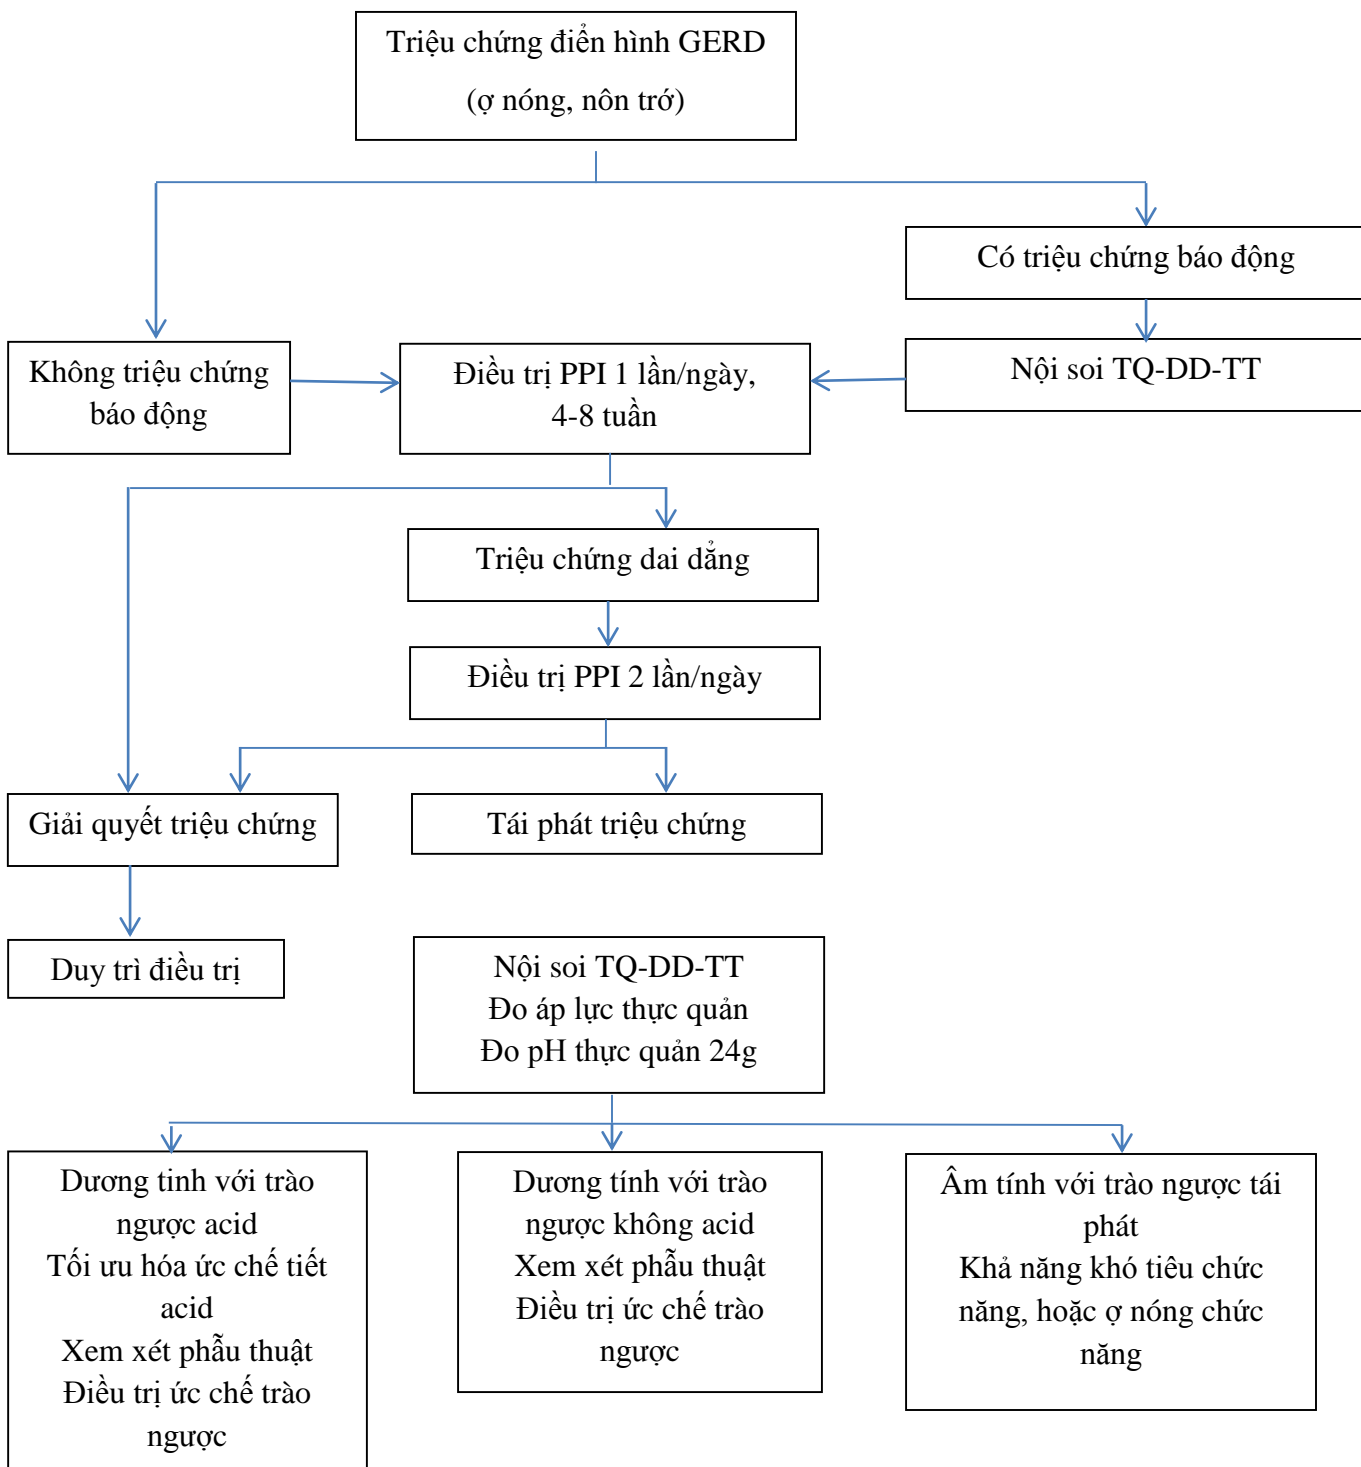 Triệu chứng điển hình GERD
(ợ nóng, nôn trớ)
Có triệu chứng báo động
Không triệu chứng
báo động
Điều trị PPI 1 lần/ngày,
4-8 tuần
Nội soi TQ-DD-TT
Triệu chứng dai dẳng
Điều trị PPI 2 lần/ngày
Giải quyết triệu chứng
Tái phát triệu chứng
Duy trì điều trị
Nội soi TQ-DD-TT
Đo áp lực thực quản
Đo pH thực quản 24g
Dương tinh với trào
ngược acid
Tối ưu hóa ức chế tiết
acid
Xem xét phẫu thuật
Điều trị ức chế trào
ngược
Dương tính với trào
ngược không acid
Xem xét phẫu thuật
Điều trị ức chế trào
ngược
Âm tính với trào ngược tái
phát
Khả năng khó tiêu chức
năng, hoặc ợ nóng chức
năng